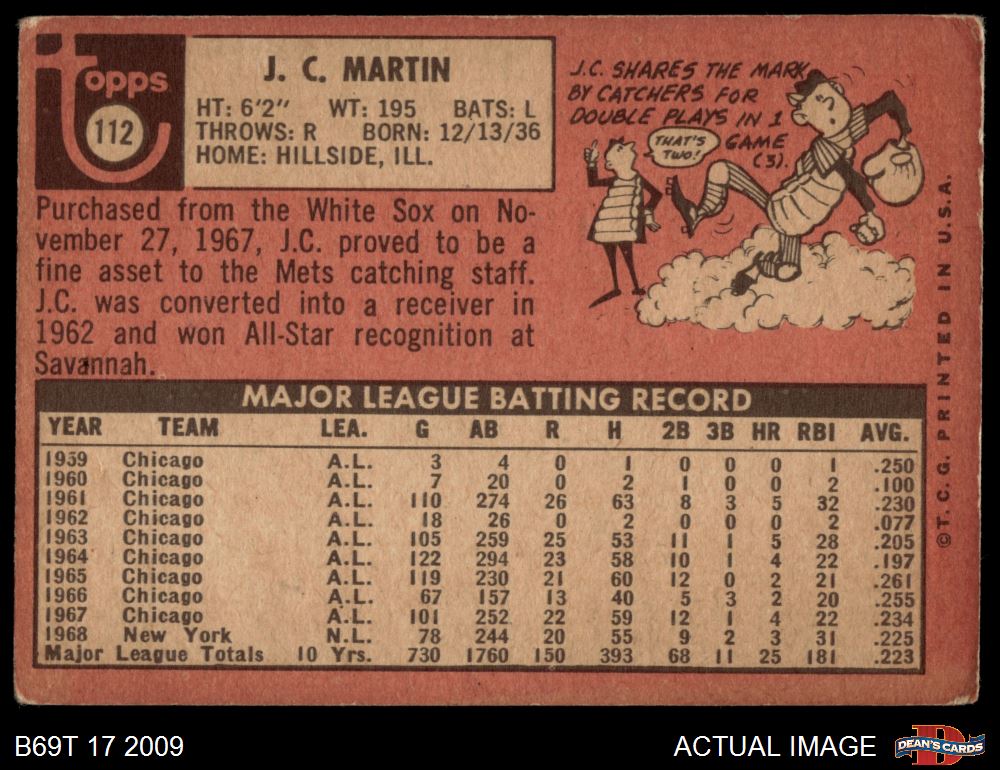 topps
112
J. C. MARTIN
HT: 6'2" WT: 195 BATS: L
THROWS: R BORN: 12/13/36
HOME: HILLSIDE, ILL.
J.C. SHARES THE MARK
BY CATCHERS FOR
DOUBLE PLAYS IN 1
GAME
(3).
THAT'S
TWO!
Purchased from the White Sox on No-
vember 27, 1967, J.C. proved to be a
fine asset to the Mets catching staff.
J.C. was converted into a receiver in
1962 and won All-Star recognition at
Savannah.
MAJOR LEAGUE BATTING RECORD
YEAR TEAM LEA. G AB R H 2B 3B HR RBI AVG.
1959 Chicago A.L. 3 4 0 1 0 0 0 1 .250
1960 Chicago A.L. 7 20 0 2 1 0 0 2 .100
1961 Chicago A.L. 110 274 26 63 8 3 5 32 .230
1962 Chicago A.L. 18 26 0 2 0 0 0 2 .077
1963 Chicago A.L. 105 259 25 53 11 1 5 28 .205
1964 Chicago A.L. 122 294 23 58 10 1 4 22 .197
1965 Chicago A.L. 119 230 21 60 12 0 2 21 .261
1966 Chicago A.L. 67 157 13 40 5 3 2 20 .255
1967 Chicago A.L. 101 252 22 59 12 1 4 22 .234
1968 New York N.L. 78 244 20 55 9 2 3 31 .225
Major League Totals 10 Yrs. 730 1760 150 393 68 11 25 181 .223
© T. C. G. PRINTED IN U.S.A.
B69T 17 2009
ACTUAL IMAGE
DEAN'S CARDS